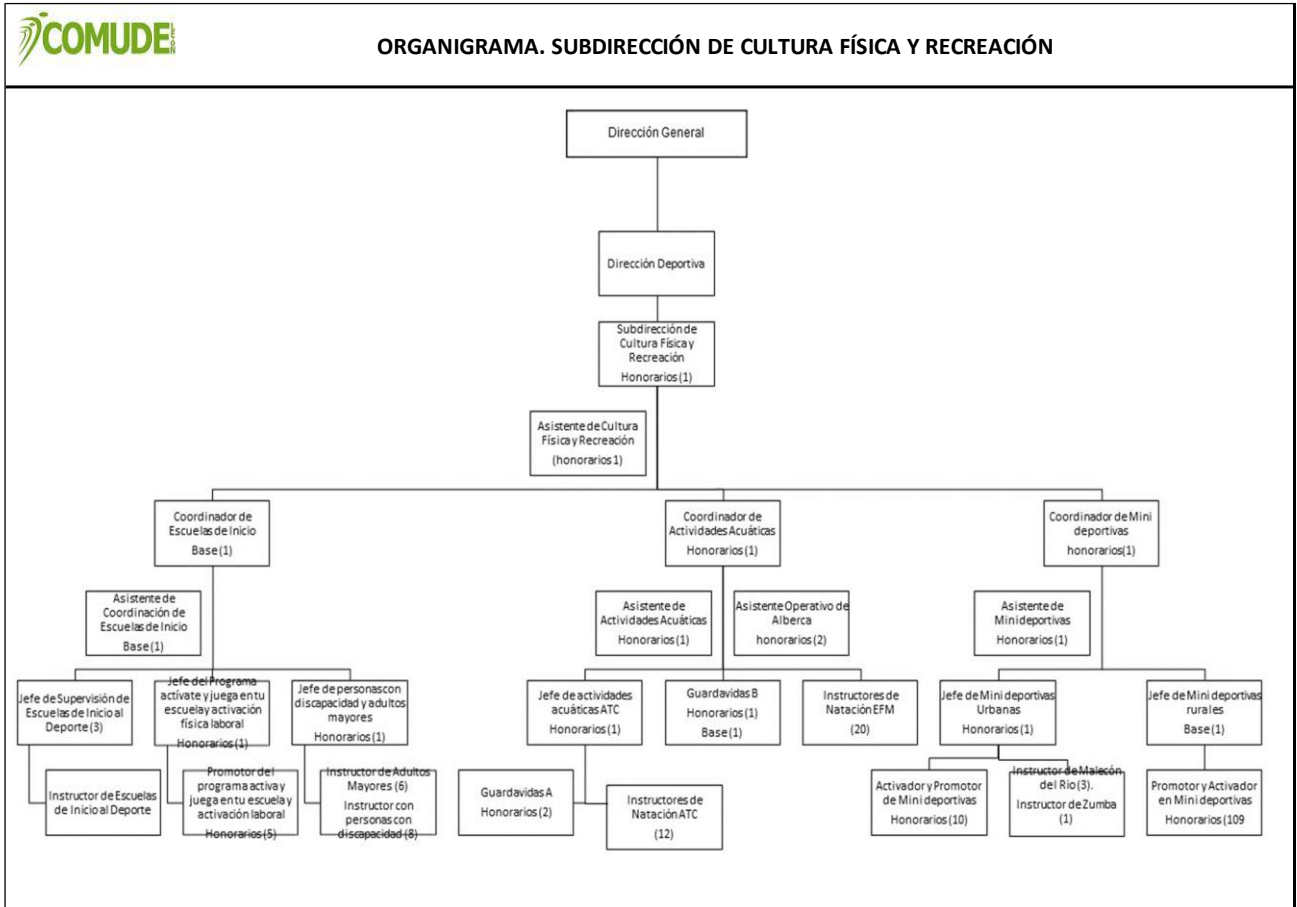 COMUDE LEÓN
ORGANIGRAMA. SUBDIRECCIÓN DE CULTURA FÍSICA Y RECREACIÓN
Dirección General
Dirección Deportiva
Subdirección de
Cultura Física y
Recreación
Honorarios (1)
Asistente de Cultura
Física y Recreación
(honorarios 1)
Coordinador de
Escuelas de Inicio
Base (1)
Coordinador de
Actividades Acuáticas
Honorarios (1)
Coordinador de Mini
deportivas
honorarios(1)
Asistente de
Coordinación de
Escuelas de Inicio
Base (1)
Asistente de
Actividades Acuáticas
Honorarios (1)
Asistente Operativo de
Alberca
honorarios (2)
Asistente de
Mini deportivas
Honorarios (1)
Jefe de Supervisión de
Escuelas de Inicio al
Deporte (3)
Jefe del Programa
actívate y juega en tu
escuela y activación
física laboral
Honorarios (1)
Jefe de personas con
discapacidad y adultos
mayores
Honorarios (1)
Jefe de actividades
acuáticas ATC
Honorarios (1)
Guardavidas B
Honorarios (1)
Base (1)
Instructores de
Natación EFM
(20)
Jefe de Mini deportivas
Urbanas
Honorarios (1)
Jefe de Mini deportivas
rurales
Base (1)
Instructor de Escuelas
de Inicio al Deporte
Promotor del
programa activa y
juega en tu escuela y
activación laboral
Honorarios (5)
Instructor de Adultos
Mayores (6)
Instructor con
personas con
discapacidad (8)
Guardavidas A
Honorarios (2)
Instructores de
Natación ATC
(12)
Activador y Promotor
de Mini deportivas
Honorarios (10)
Instructor de Malecón
del Rio (3).
Instructor de Zumba
(1)
Promotor y Activador
en Mini deportivas
Honorarios (109